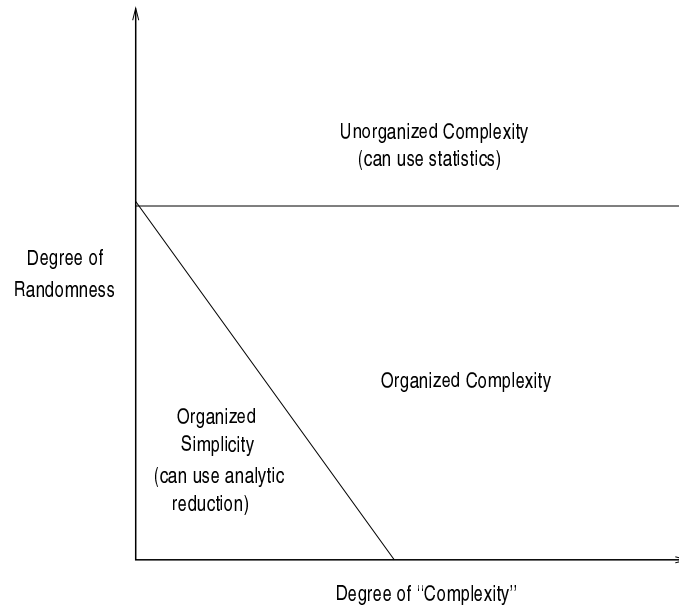 Unorganized Complexity
(can use statistics)
Degree of
Randomness
Organized Complexity
Organized
Simplicity
(can use analytic
reduction)
Degree of “Complexity”